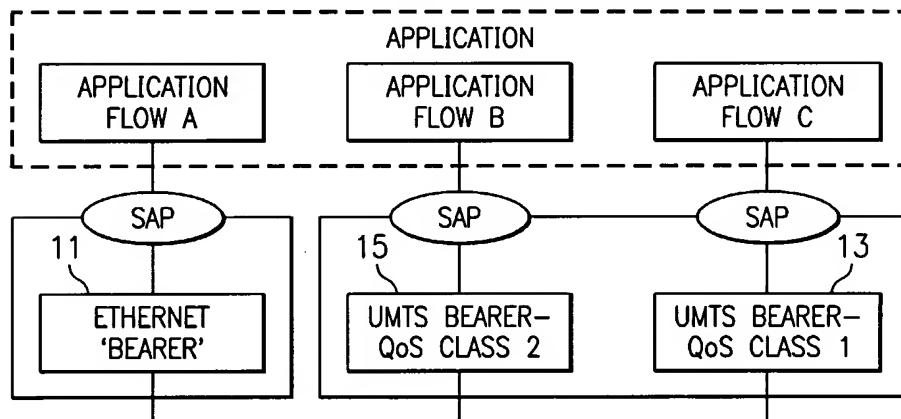 APPLICATION
APPLICATION
FLOW A
APPLICATION
FLOW B
APPLICATION
FLOW C
SAP
SAP
SAP
11
15
13
ETHERNET
'BEARER'
UMTS BEARER–
QoS CLASS 2
UMTS BEARER–
QoS CLASS 1